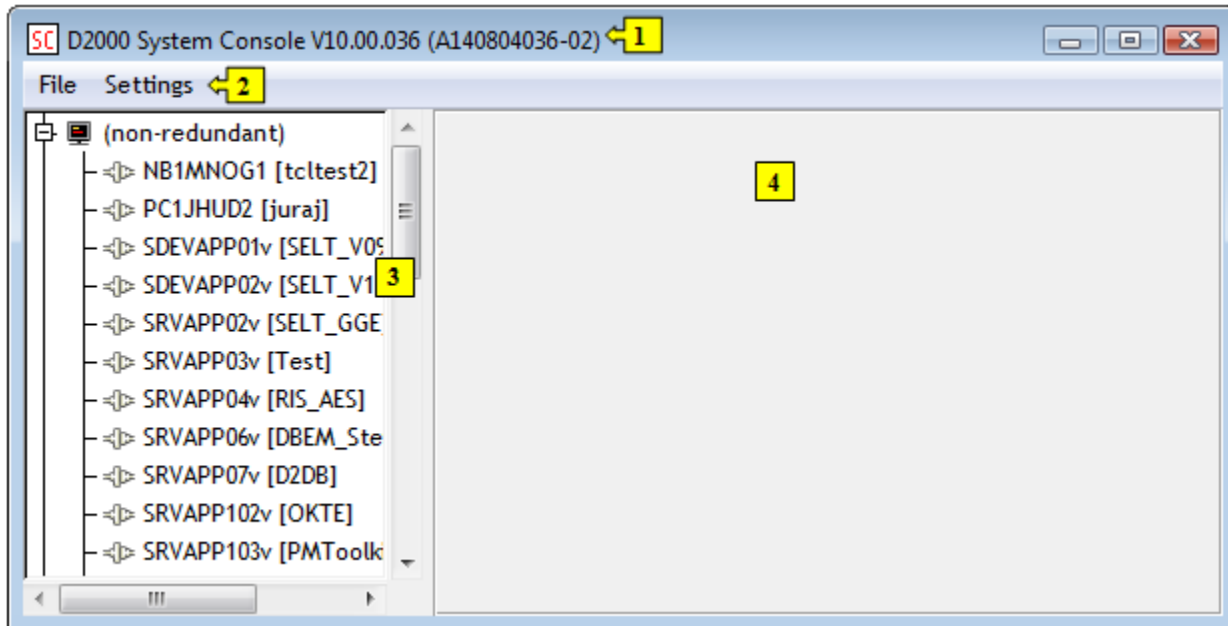 SC D2000 System Console V10.00.036 (A140804036-02) 1
File Settings 2
(non-redundant)
NB1MNOG1 [tcltest2]
4
PC1JHUD2 [juraj]
SDEVAPP01v [SELT_V09
SDEVAPP02v [SELT_V1
3
SRVAPP02v [SELT_GGE
SRVAPP03v [Test]
SRVAPP04v [RIS_AES]
SRVAPP06v [DBEM_Ste
SRVAPP07v [D2DB]
SRVAPP102v [OKTE]
SRVAPP103v [PMToolk